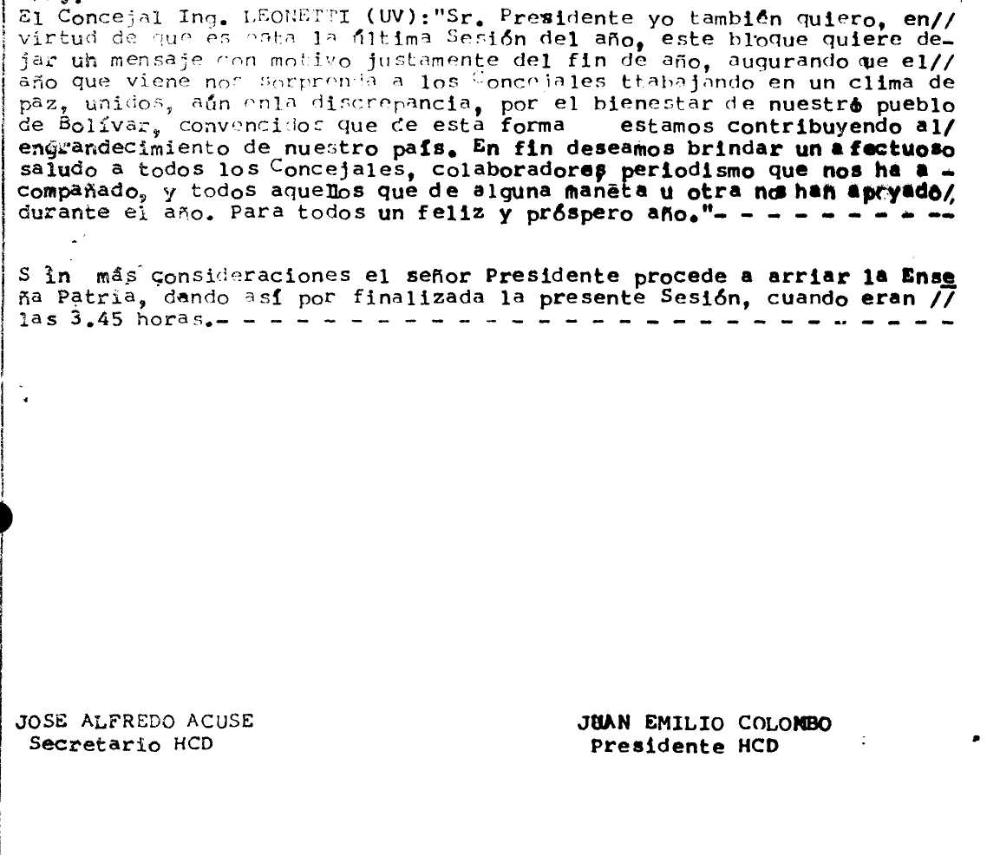 El Concejal Ing. LEONETTI (UV):"Sr. Presidente yo también quiero, en//
virtud de que es esta la última Sesión del año, este bloque quiere de-
jar un mensaje con motivo justamente del fin de año, augurando que el//
año que viene nos sorprenda a los Concejales ttabajando en un clima de
paz, unidos, aún enla discrepancia, por el bienestar de nuestro pueblo
de Bolívar, convencidos que de esta forma estamos contribuyendo al/
engrandecimiento de nuestro país. En fin deseamos brindar un afectuoso
saludo a todos los Concejales, colaboradores periodismo que nos ha a -
compañado, y todos aquellos que de alguna maneta u otra nos han apoyado/,
durante el año. Para todos un feliz y próspero año."- - - - - - - - - --
S in más consideraciones el señor Presidente procede a arriar la Ense
ña Patria, dando así por finalizada la presente Sesión, cuando eran //
las 3.45 horas.- - - - - - - - - - - - - - - - - - - - - - - - - - - - -
JOSE ALFREDO ACUSE JUAN EMILIO COLOMBO
Secretario HCD Presidente HCD